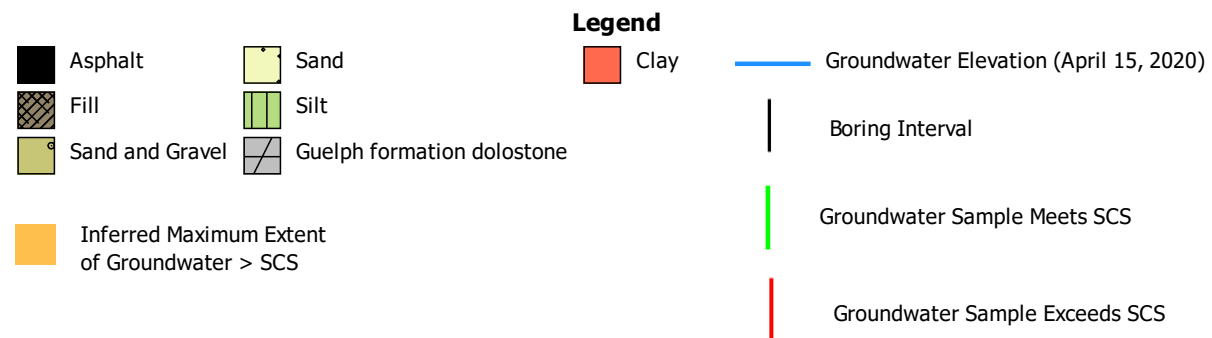 Legend
Asphalt
Sand
Clay
Groundwater Elevation (April 15, 2020)
Fill
Silt
Boring Interval
Sand and Gravel
Guelph formation dolostone
Groundwater Sample Meets SCS
Inferred Maximum Extent
of Groundwater > SCS
Groundwater Sample Exceeds SCS